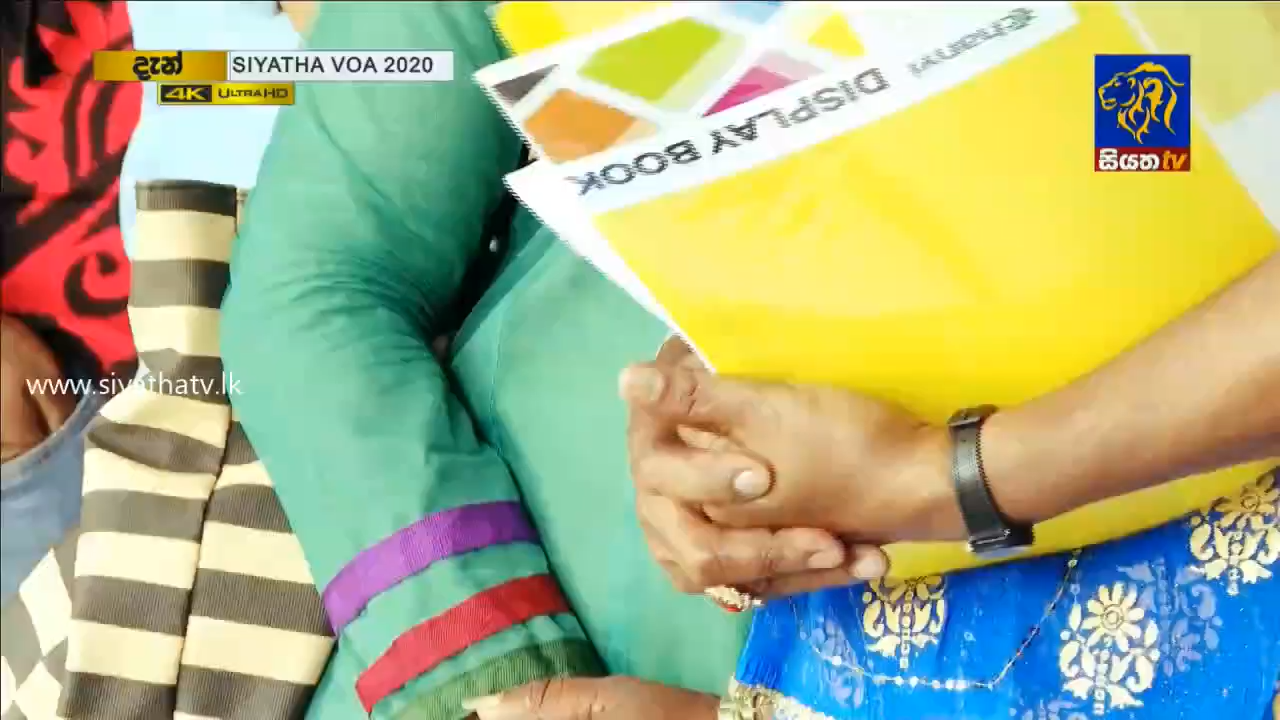 දැන් SIYATHA VOA 2020
4K ULTRA HD
සියත tv
DISPLAY BOOK
www.siyathatv.lk